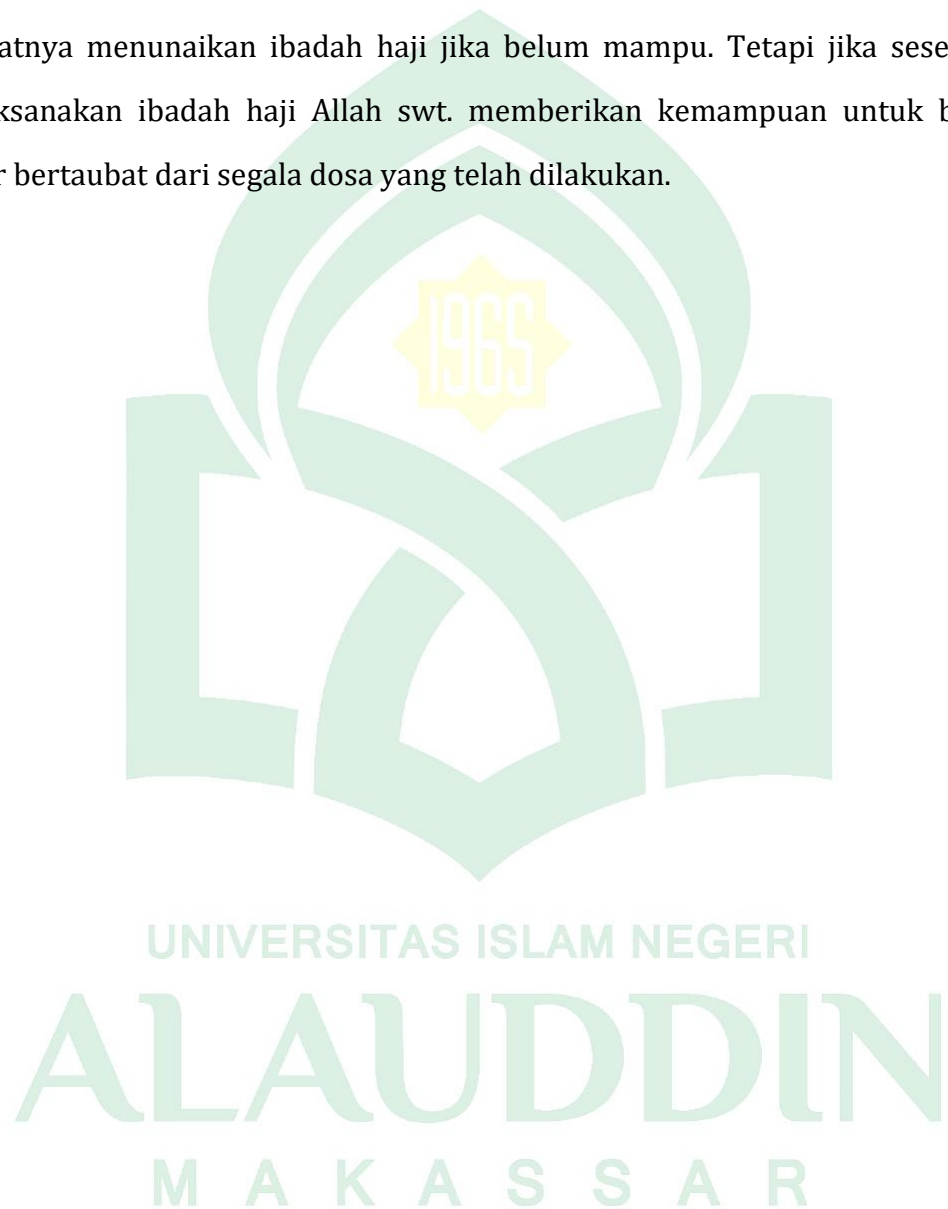 atnya menunaikan ibadah haji jika belum mampu. Tetapi jika sese
ksanakan ibadah haji Allah swt. memberikan kemampuan untuk b
r bertaubat dari segala dosa yang telah dilakukan.
1965
UNIVERSITAS ISLAM NEGERI
ALAUDDIN
MAKASSAR